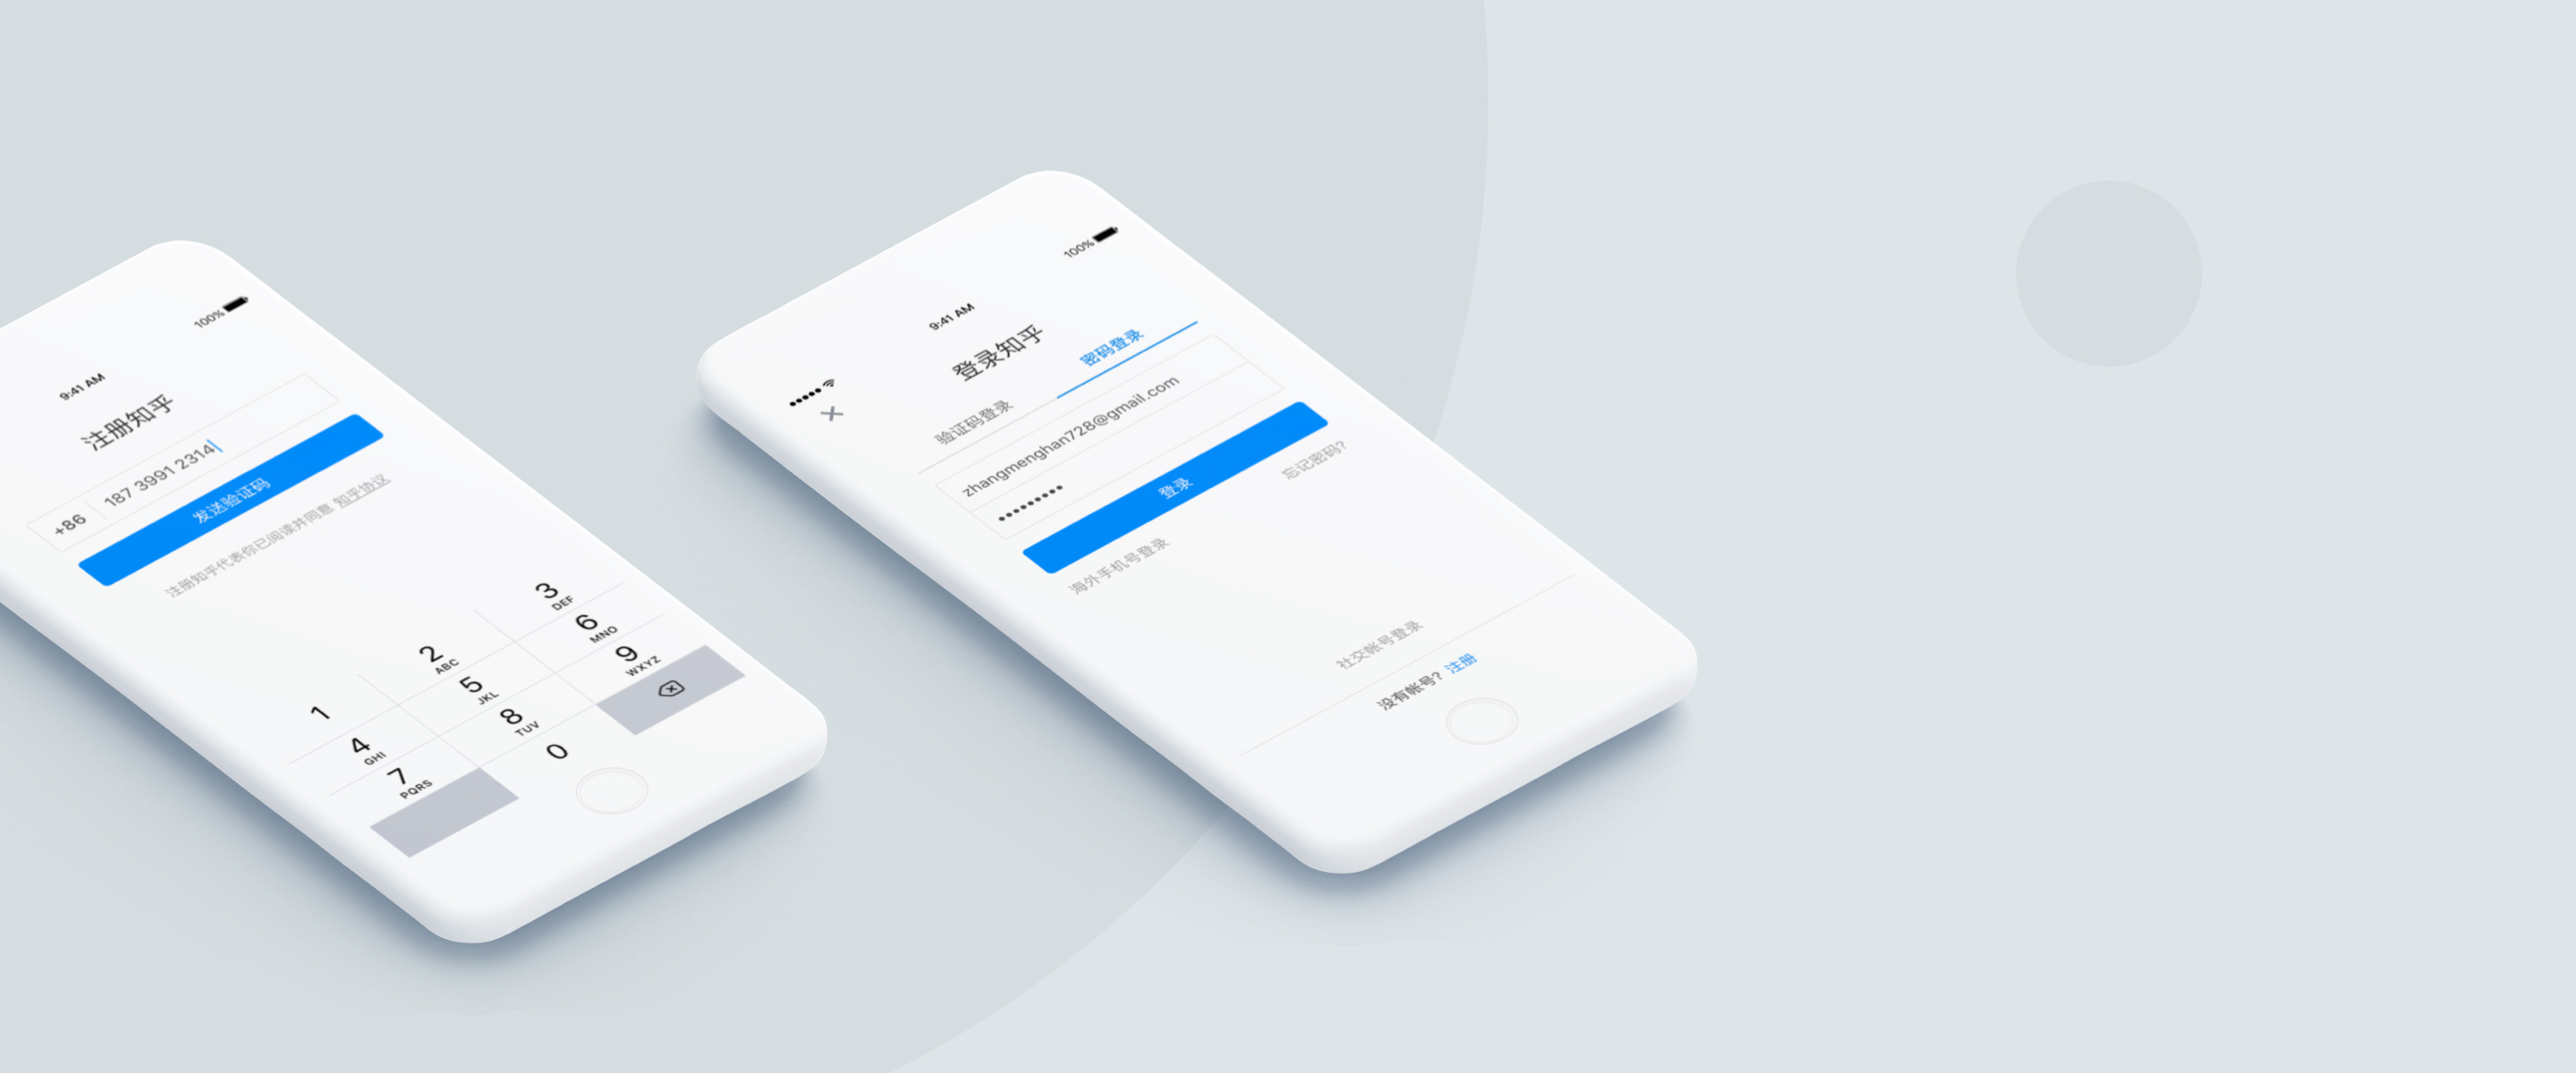 100%
9:41 AM
注册知乎
+86 187 3991 2314
发送验证码
注册知乎代表你已阅读并同意 知乎协议
1
2 ABC
3 DEF
4 GHI
5 JKL
6 MNO
7 PQRS
8 TUV
9 WXYZ
0
100%
9:41 AM
登录知乎
验证码登录 密码登录
zhangmenghan728@gmail.com
•••••••••
登录
海外手机号登录 忘记密码?
社交帐号登录
没有帐号? 注册